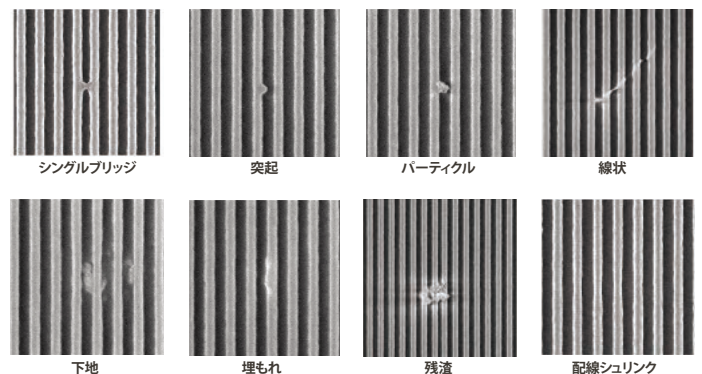 シングルブリッジ
突起
パーティクル
線状
下地
埋もれ
残渣
配線シュリンク